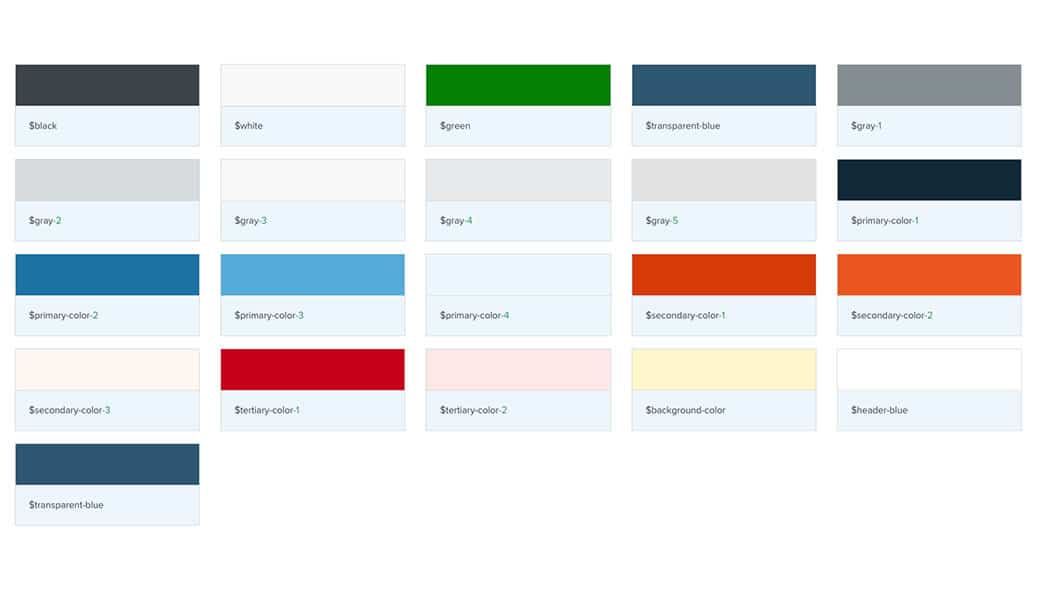 $black
$white
$green
$transparent-blue
$gray-1
$gray-2
$gray-3
$gray-4
$gray-5
$primary-color-1
$primary-color-2
$primary-color-3
$primary-color-4
$secondary-color-1
$secondary-color-2
$secondary-color-3
$tertiary-color-1
$tertiary-color-2
$background-color
$header-blue
$transparent-blue